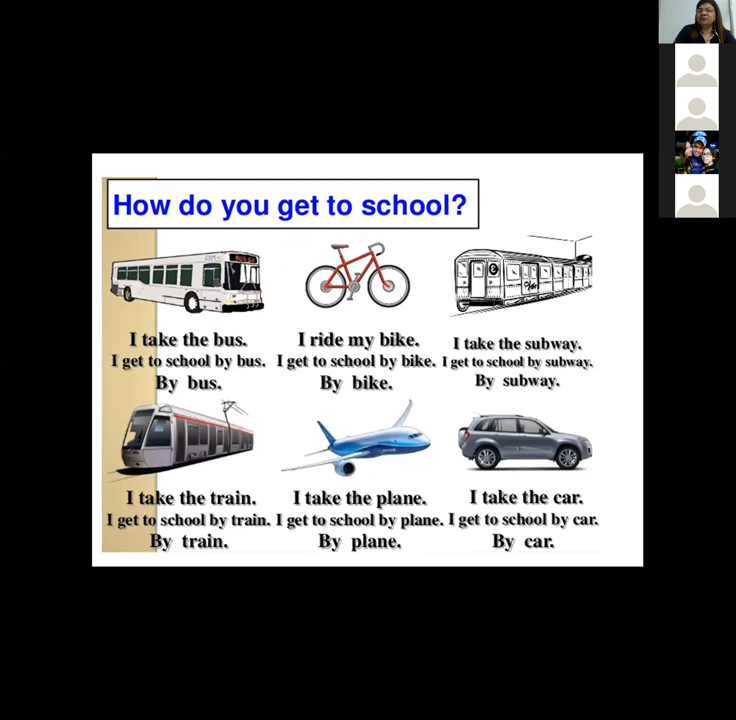 How do you get to school?
I take the bus.
I get to school by bus.
By bus.
I ride my bike.
I get to school by bike.
By bike.
I take the subway.
I get to school by subway.
By subway.
I take the train.
I get to school by train.
By train.
I take the plane.
I get to school by plane.
By plane.
I take the car.
I get to school by car.
By car.